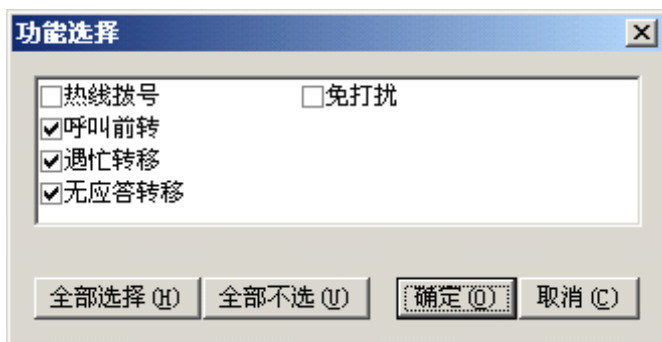 功能选择
热线拨号 免打扰
呼叫前转
遇忙转移
无应答转移
全部选择(H) 全部不选(U) 确定(O) 取消(C)